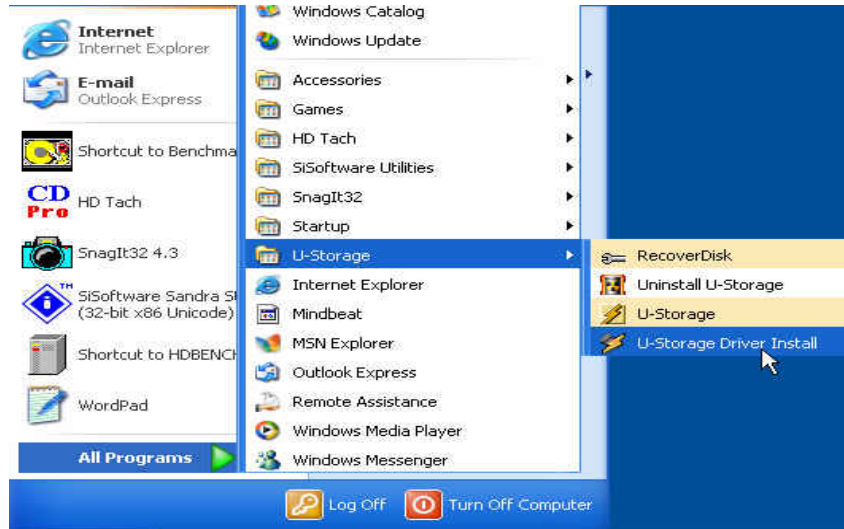 Internet
Internet Explorer
E-mail
Outlook Express
Shortcut to Benchma
CD
Pro
HD Tach
SnagIt32 4.3
TM
SiSoftware Sandra S
(32-bit x86 Unicode)
Shortcut to HDBENCH
WordPad
All Programs
Windows Catalog
Windows Update
Accessories
Games
HD Tach
SiSoftware Utilities
SnagIt32
Startup
U-Storage
Internet Explorer
Mindbeat
MSN Explorer
Outlook Express
Remote Assistance
Windows Media Player
Windows Messenger
RecoverDisk
Uninstall U-Storage
U-Storage
U-Storage Driver Install
Log Off
Turn Off Computer